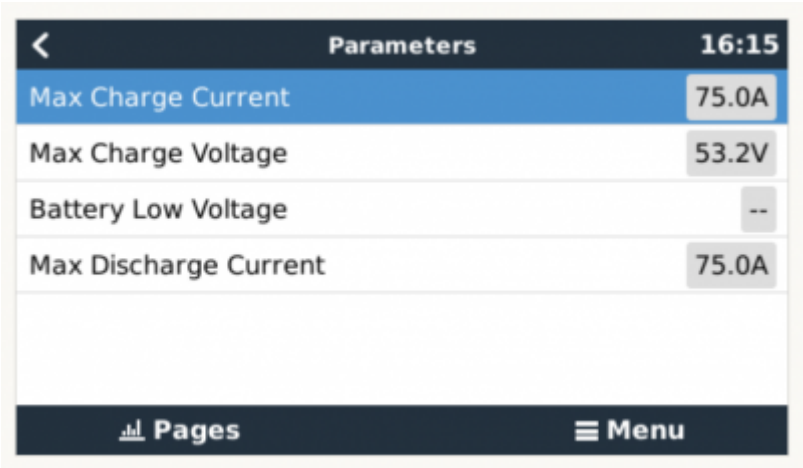 Parameters 16:15
Max Charge Current 75.0A
Max Charge Voltage 53.2V
Battery Low Voltage --
Max Discharge Current 75.0A
Pages Menu